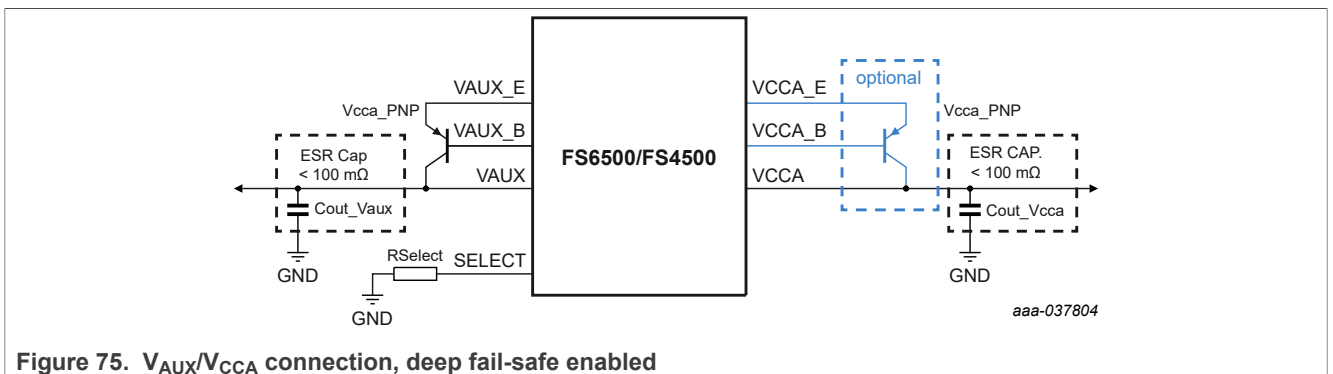 VAUX_E
Vcca_PNP
VAUX_B
ESR Cap
< 100 mΩ
VAUX
Cout_Vaux
GND
RSelect
SELECT
GND
FS6500/FS4500
VCCA_E
optional
Vcca_PNP
VCCA_B
ESR CAP.
< 100 mΩ
VCCA
Cout_Vcca
GND
aaa-037804
Figure 75. VAUX/VCCA connection, deep fail-safe enabled